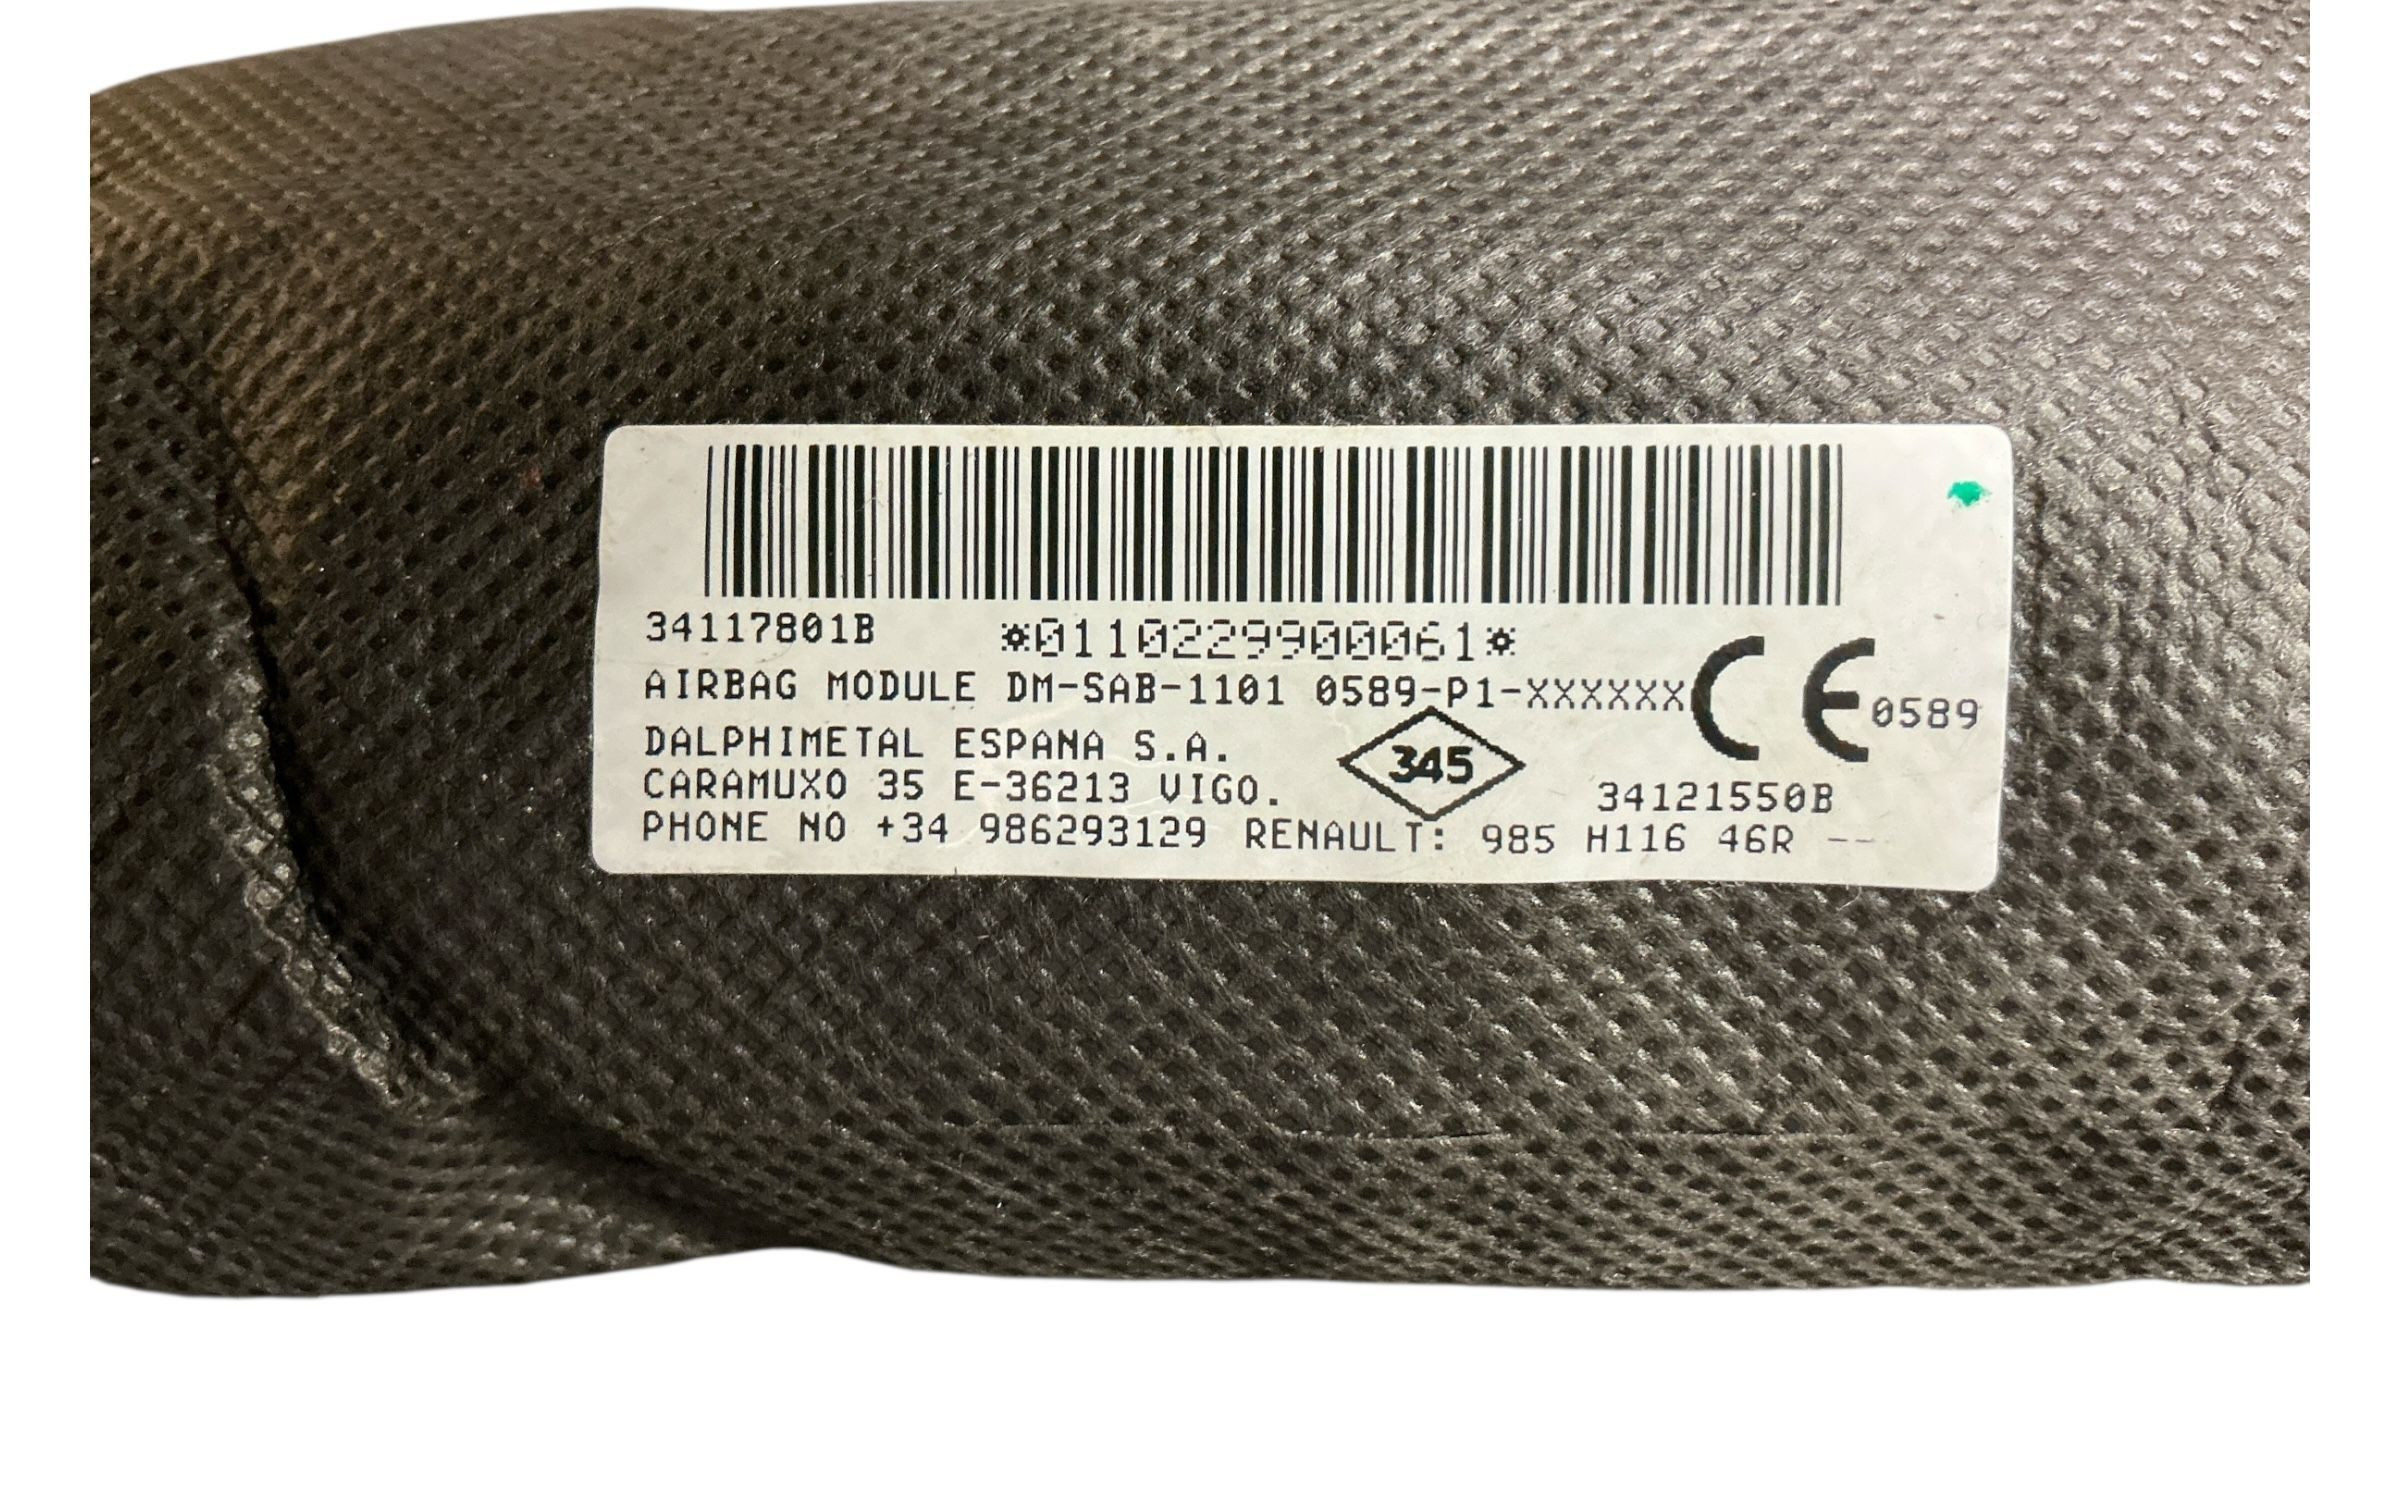 34117801B *0110229900061*
AIRBAG MODULE DM-SAB-1101 0589-P1-XXXXXX CE 0589
DALPHIMETAL ESPANA S.A.
345
CARAMUXO 35 E-36213 VIGO. 34121550B
PHONE NO +34 986293129 RENAULT: 985 H116 46R --